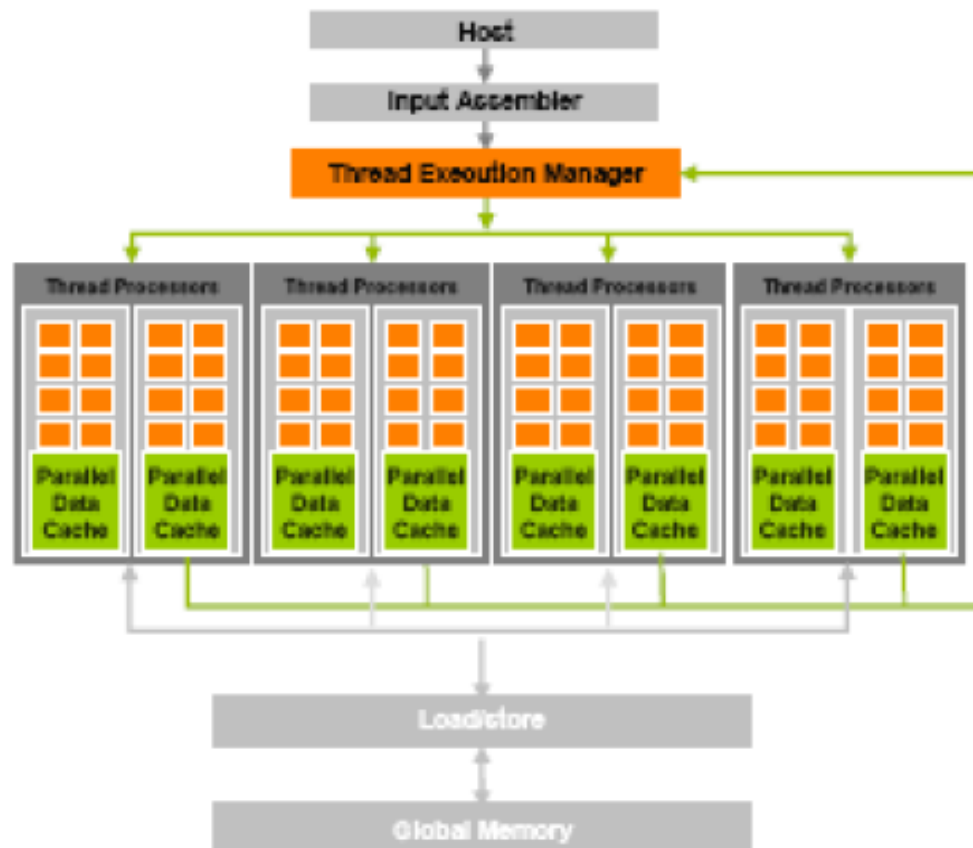 Host
Input Assembler
Thread Execution Manager
Thread Processors
Thread Processors
Thread Processors
Thread Processors
Parallel
Data
Cache
Parallel
Data
Cache
Parallel
Data
Cache
Parallel
Data
Cache
Parallel
Data
Cache
Parallel
Data
Cache
Parallel
Data
Cache
Parallel
Data
Cache
Load/store
Global Memory